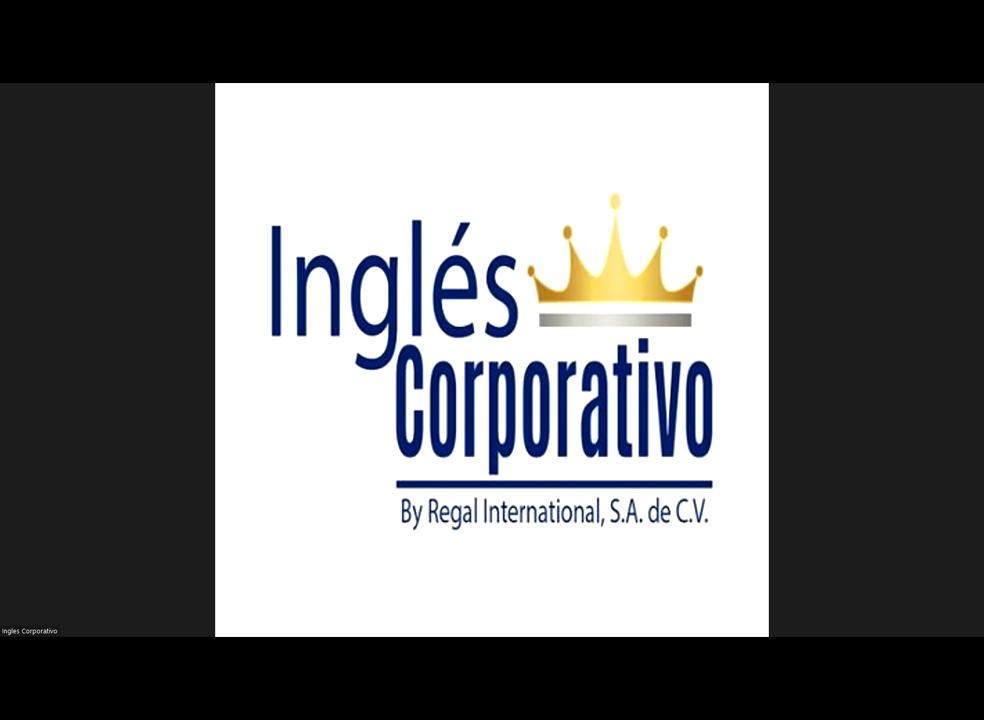 Inglés
Corporativo
By Regal International, S.A. de C.V.
Ingles Corporativo